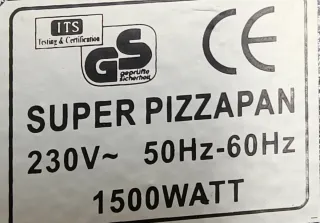 ITS
Testing & Certification
GS
geprüfte
Sicherheit
CE
SUPER PIZZAPAN
230V~ 50Hz-60Hz
1500WATT